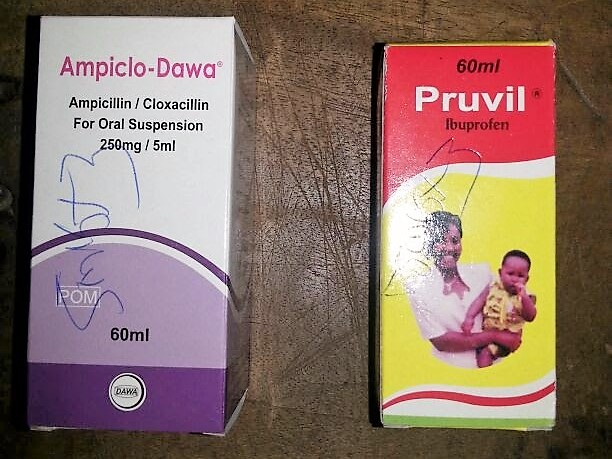 Ampiclo-Dawa®
Ampicillin / Cloxacillin
For Oral Suspension
250mg / 5ml
POM
60ml
DAWA
60ml
Pruvil®
Ibuprofen